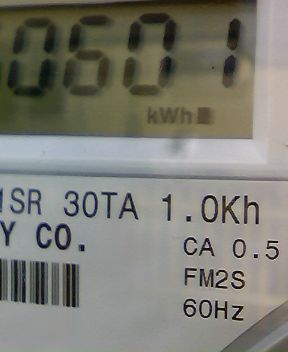 0601
kWh
1SR 30TA 1.0Kh
Y CO.
CA 0.5
FM2S
60Hz